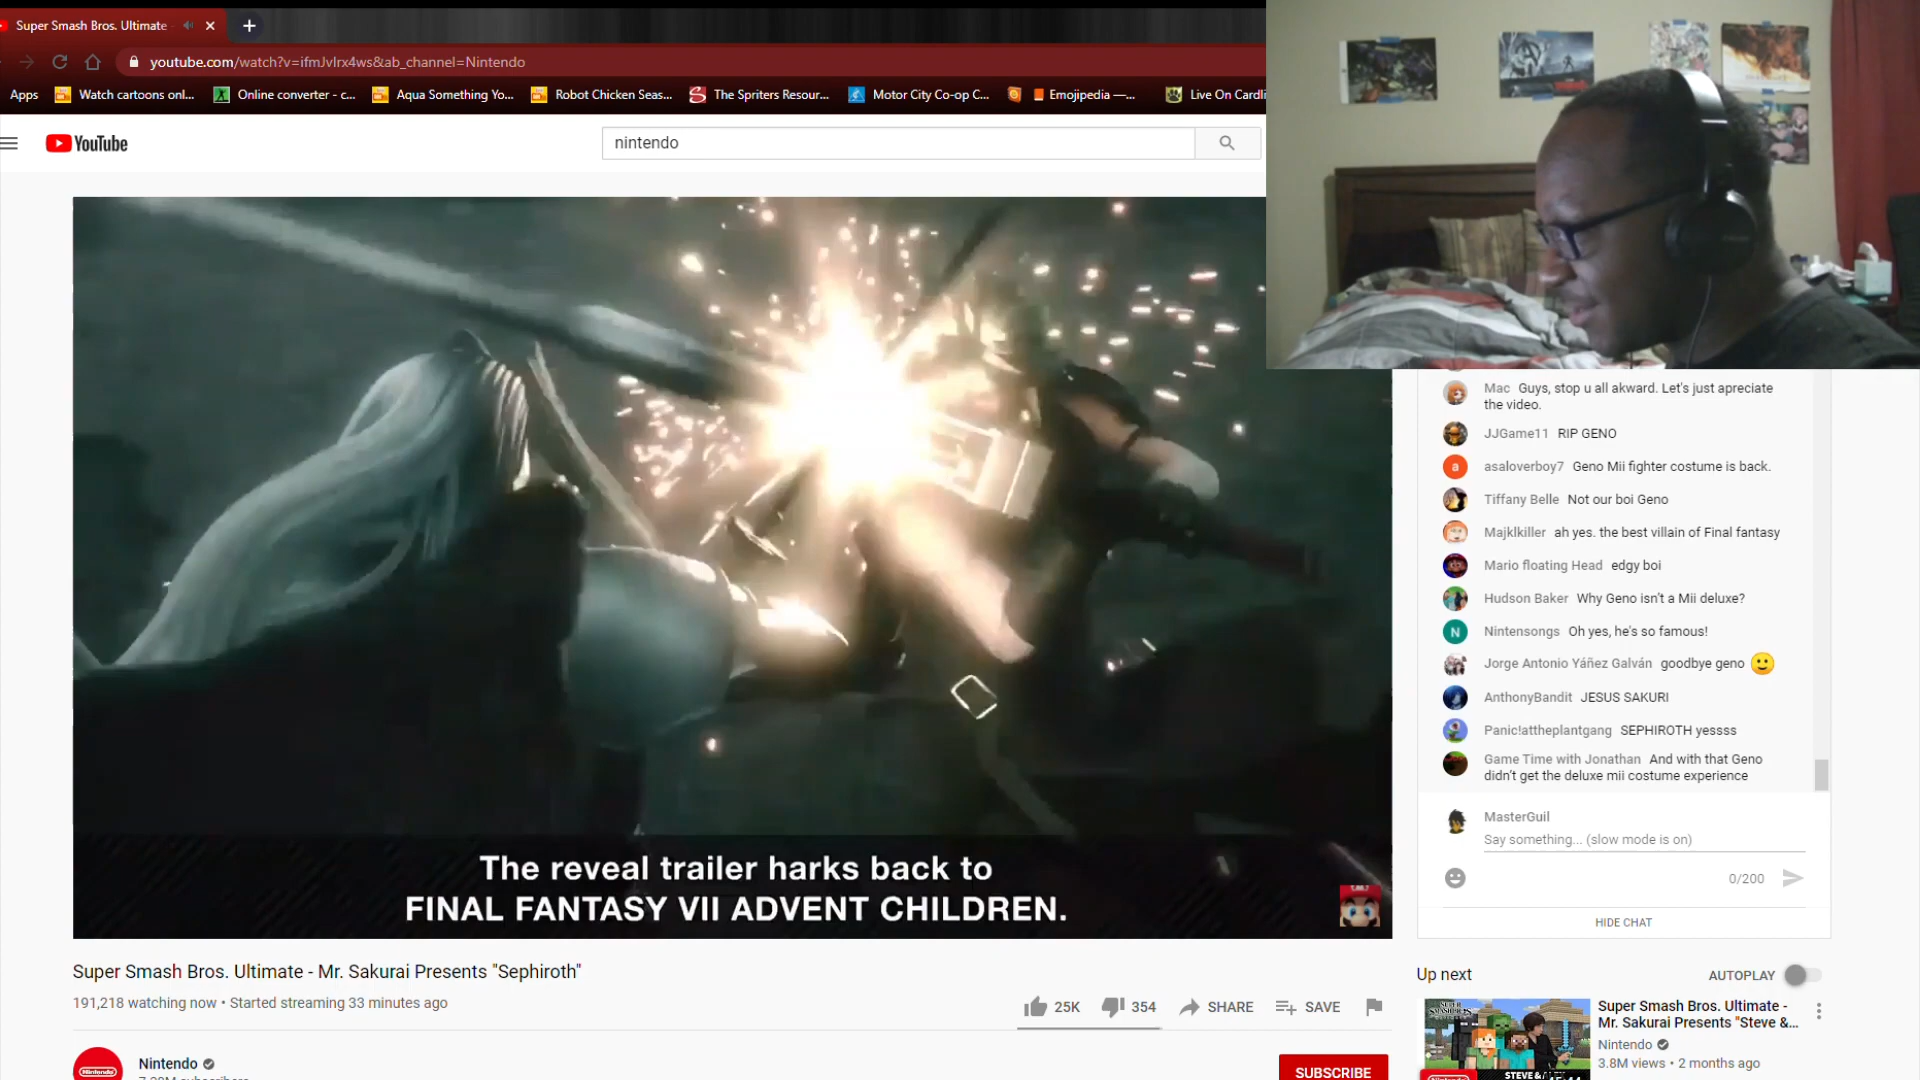 Super Smash Bros. Ultimate
youtube.com/watch?v=ifmJvIrx4ws&ab_channel=Nintendo
Apps
Watch cartoons onl...
Online converter - c...
Aqua Something Yo...
Robot Chicken Seas...
The Spriters Resour...
Motor City Co-op C...
Emojipedia —...
Live On Cardli
YouTube
nintendo
The reveal trailer harks back to
FINAL FANTASY VII ADVENT CHILDREN.
Mac Guys, stop u all akward. Let's just apreciate
the video.
JJGame11 RIP GENO
asaloverboy7 Geno Mii fighter costume is back.
Tiffany Belle Not our boi Geno
Majklkiller ah yes. the best villain of Final fantasy
Mario floating Head edgy boi
Hudson Baker Why Geno isn't a Mii deluxe?
Nintensongs Oh yes, he's so famous!
Jorge Antonio Yáñez Galván goodbye geno 🙂
AnthonyBandit JESUS SAKURI
Panic!attheplantgang SEPHIROTH yessss
Game Time with Jonathan And with that Geno
didn't get the deluxe mii costume experience
MasterGuil
Say something... (slow mode is on)
0/200
HIDE CHAT
Super Smash Bros. Ultimate - Mr. Sakurai Presents "Sephiroth"
191,218 watching now • Started streaming 33 minutes ago
25K
354
SHARE
SAVE
Nintendo
SUBSCRIBE
Up next
AUTOPLAY
Super Smash Bros. Ultimate -
Mr. Sakurai Presents "Steve &...
Nintendo
3.8M views • 2 months ago